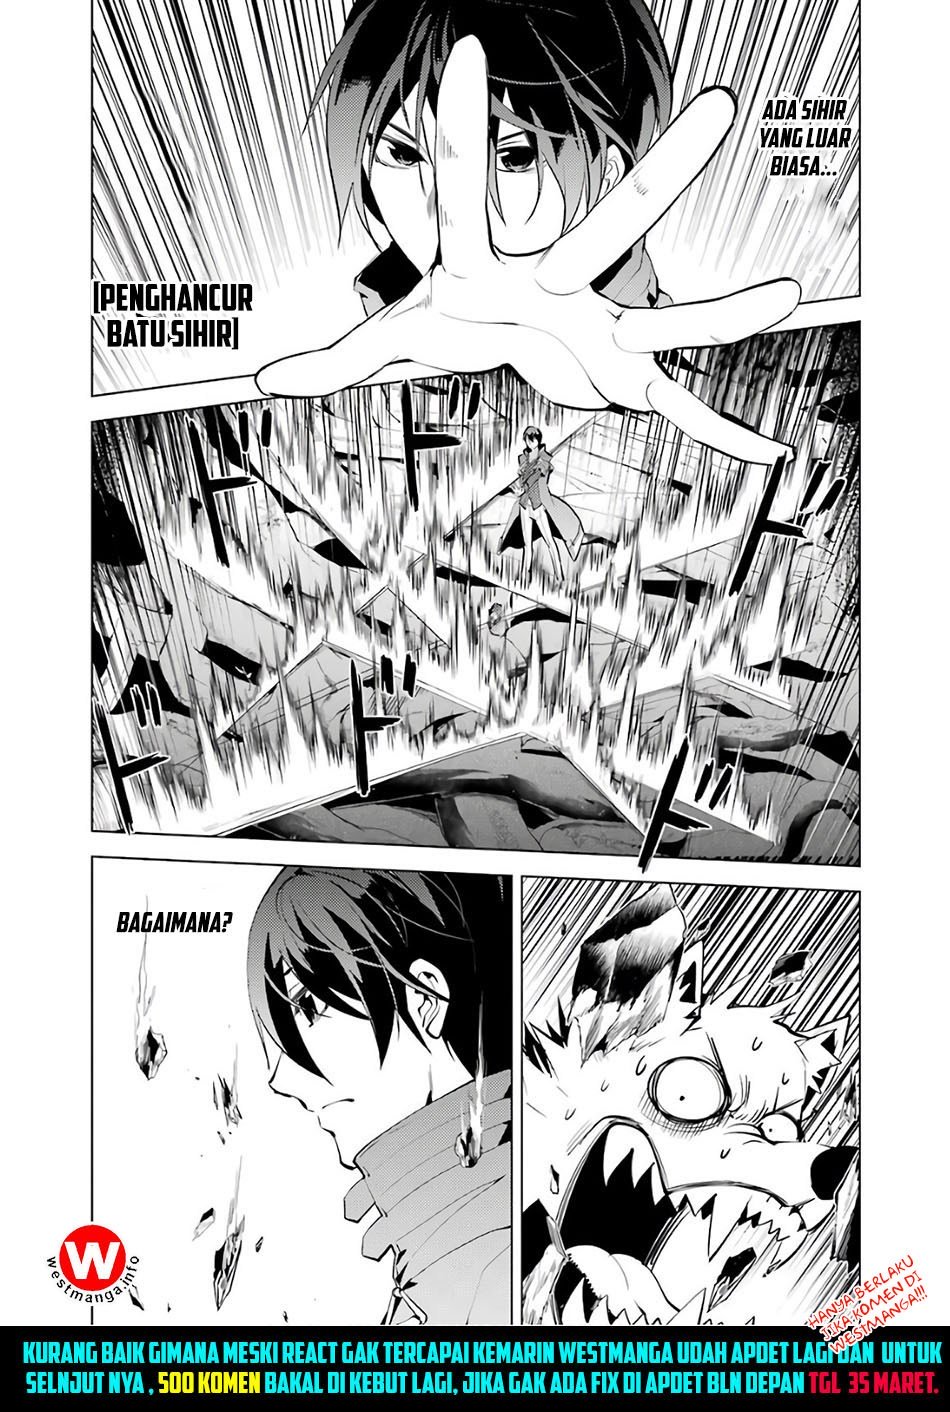 ADA SIHIR
YANG LUAR
BIASA...
[PENGHANCUR
BATU SIHIR]
ド
ド
ド
ド
ド
ド
BAGAIMANA?
W
westmanga.info
HANYA BERLAKU
JIKA KOMEN DI
WESTMANGA!!!
KURANG BAIK GIMANA MESKI REACT GAK TERCAPAI KEMARIN WESTMANGA UDAH APDET LAGI DAN UNTUK
SELNJUT NYA , 500 KOMEN BAKAL DI KEBUT LAGI, JIKA GAK ADA FIX DI APDET BLN DEPAN TGL 35 MARET.